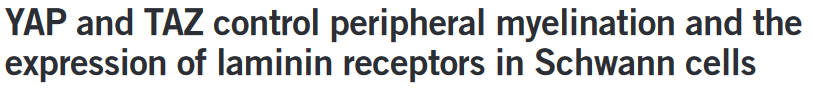 YAP and TAZ control peripheral myelination and the
expression of laminin receptors in Schwann cells